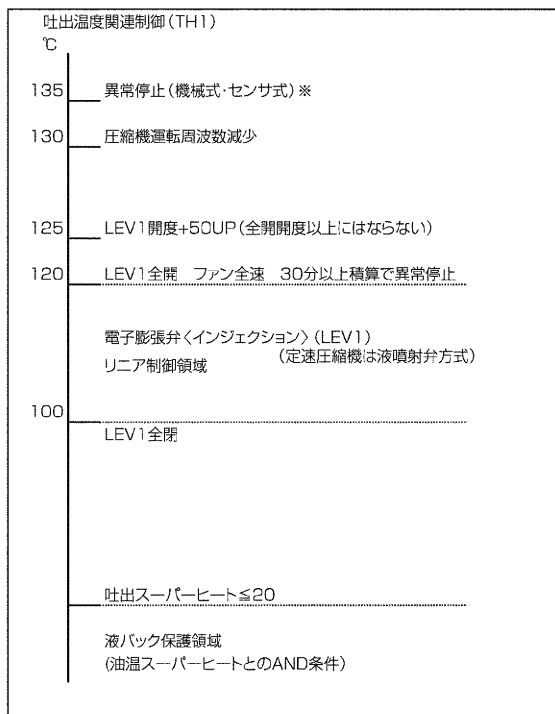 吐出温度関連制御(TH1)
℃
135 異常停止(機械式・センサ式)※
130 圧縮機運転周波数減少
125 LEV1開度+50UP(全開開度以上にはならない)
120 LEV1全開 ファン全速 30分以上積算で異常停止
電子膨張弁〈インジェクション〉(LEV1)
(定速圧縮機は液噴射弁方式)
リニア制御領域
100
LEV1全閉
吐出スーパーヒート≦20
液バック保護領域
(油温スーパーヒートとのAND条件)